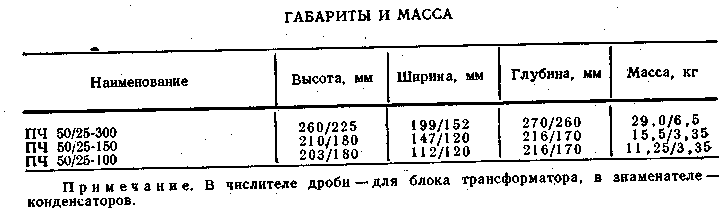 ГАБАРИТЫ И МАССА
Наименование Высота, мм Ширина, мм Глубина, мм Масса, кг
ПЧ 50/25-300 260/225 199/152 270/260 29,0/6,5
ПЧ 50/25-150 210/180 147/120 216/170 15,5/3,35
ПЧ 50/25-100 203/180 112/120 216/170 11,25/3,35
Примечание. В числителе дроби — для блока трансформатора, в знаменателе —
конденсаторов.